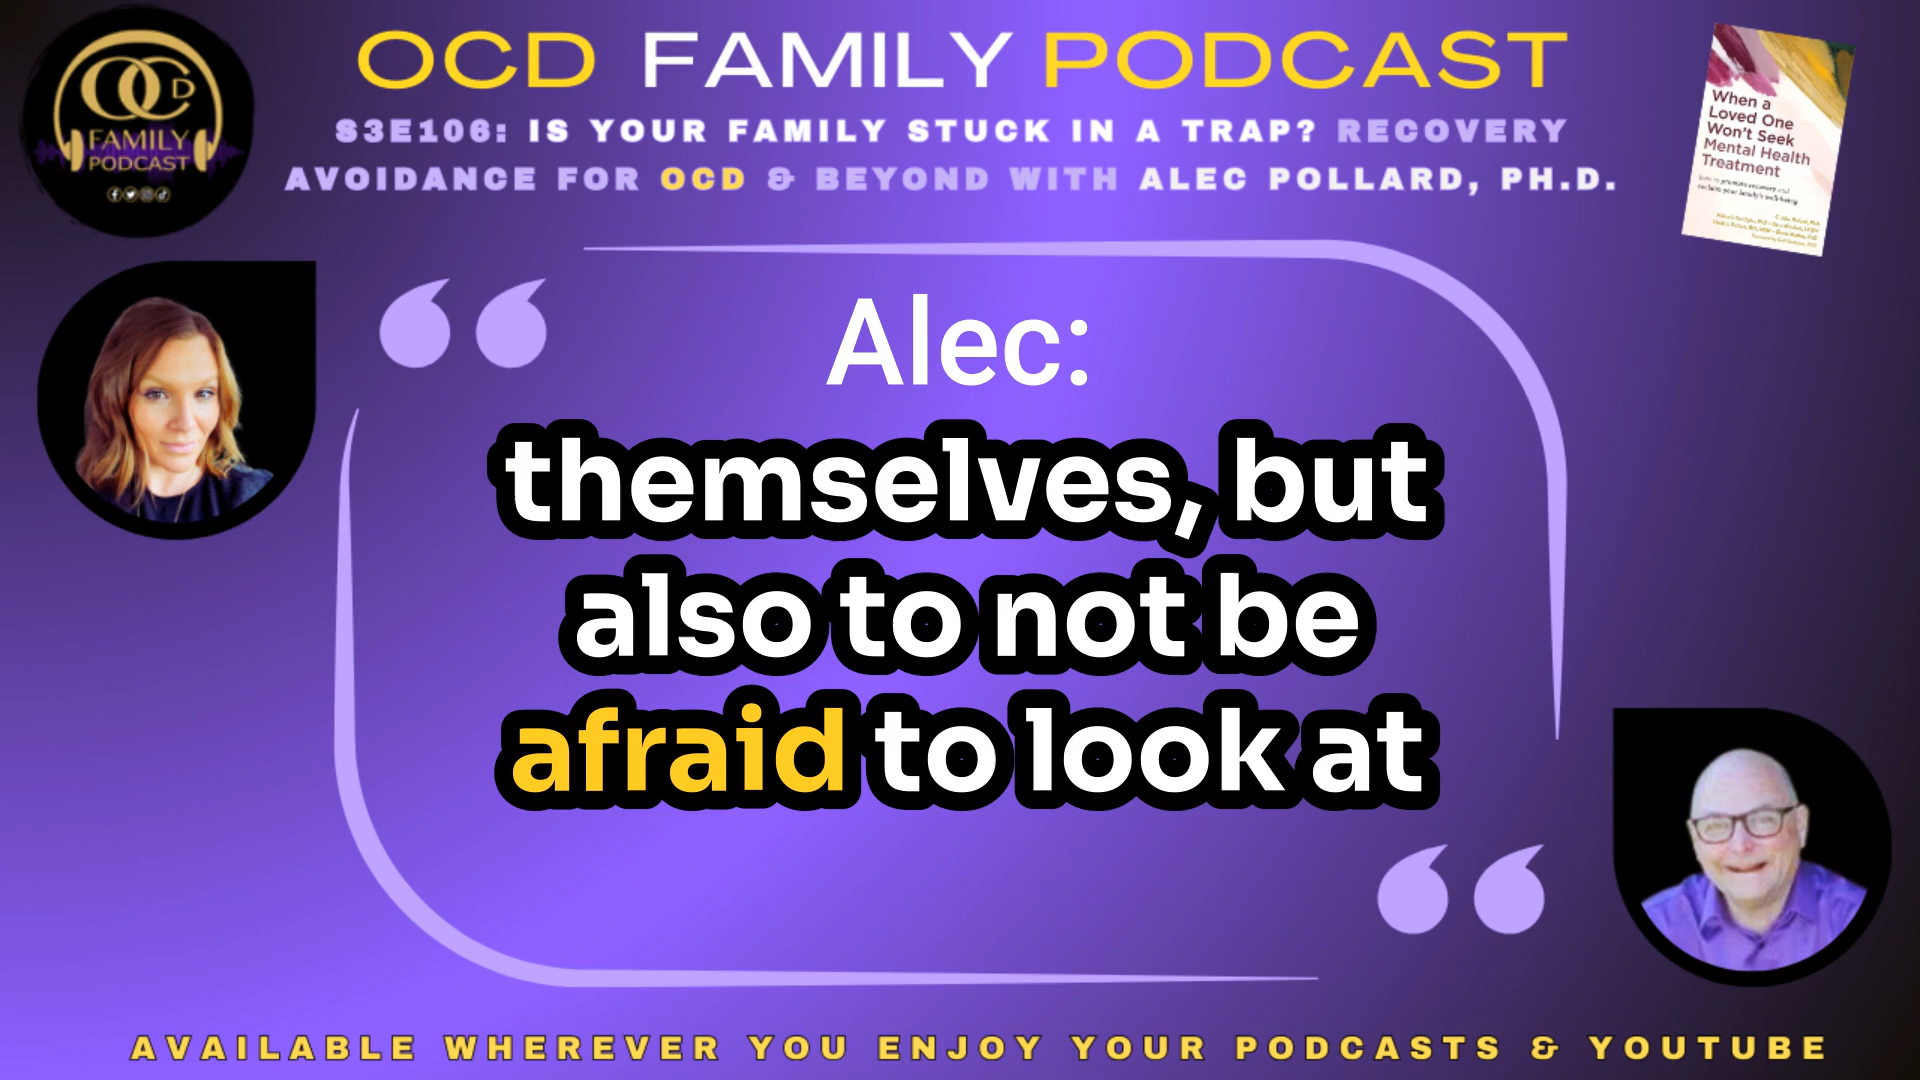 OCD FAMILY PODCAST
S3E106: IS YOUR FAMILY STUCK IN A TRAP? RECOVERY
AVOIDANCE FOR OCD & BEYOND WITH ALEC POLLARD, PH.D.
OCD
FAMILY
PODCAST
When a
Loved One
Won't Seek
Mental Health
Treatment
Alec:
themselves, but
also to not be
afraid to look at
AVAILABLE WHEREVER YOU ENJOY YOUR PODCASTS & YOUTUBE